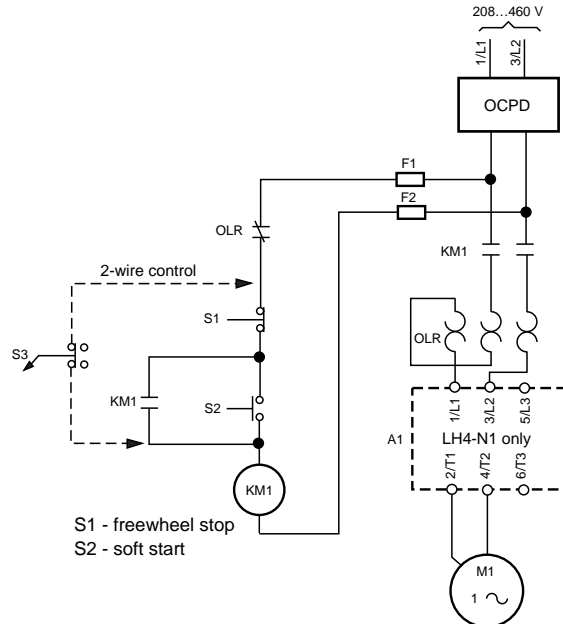 208...460 V
1/L1
3/L2
OCPD
F1
F2
OLR
KM1
2-wire control
S1
OLR
S3
KM1
S2
1/L1
3/L2
5/L3
A1
LH4-N1 only
2/T1
4/T2
6/T3
KM1
S1 - freewheel stop
S2 - soft start
M1
1